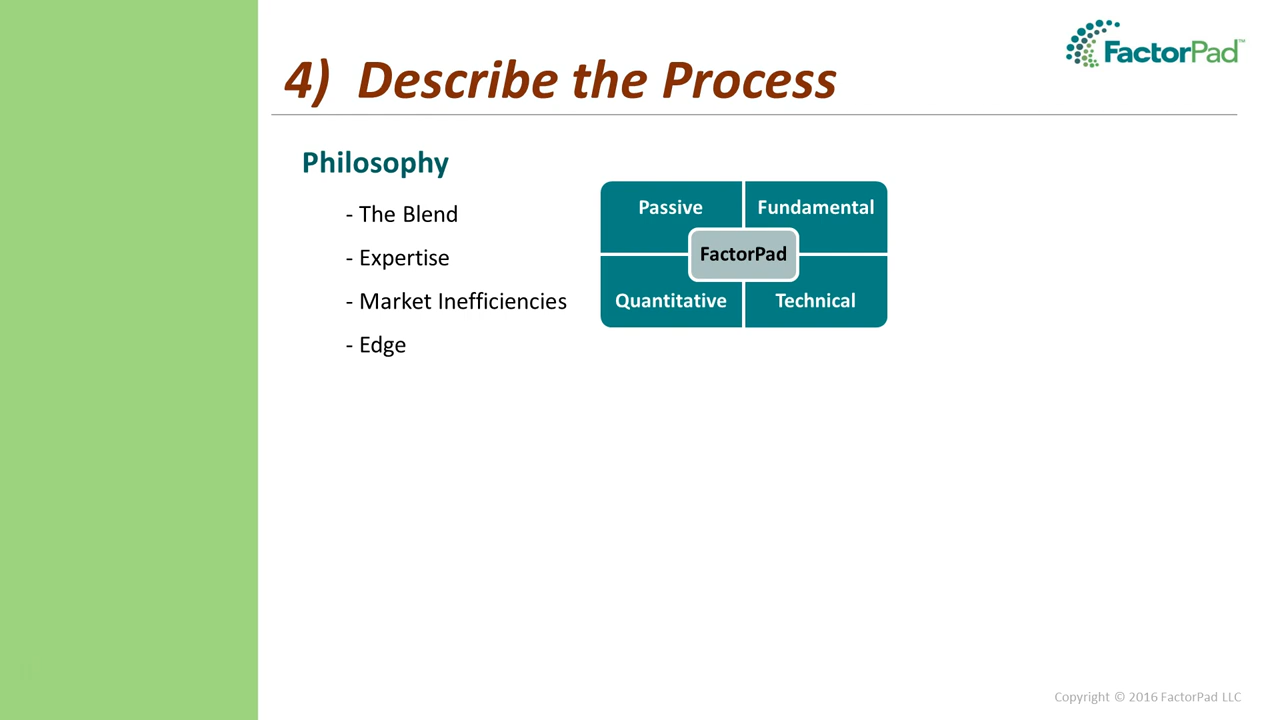 FactorPad™
4) Describe the Process
Philosophy
- The Blend
- Expertise
- Market Inefficiencies
- Edge
Passive
Fundamental
FactorPad
Quantitative
Technical
Copyright © 2016 FactorPad LLC